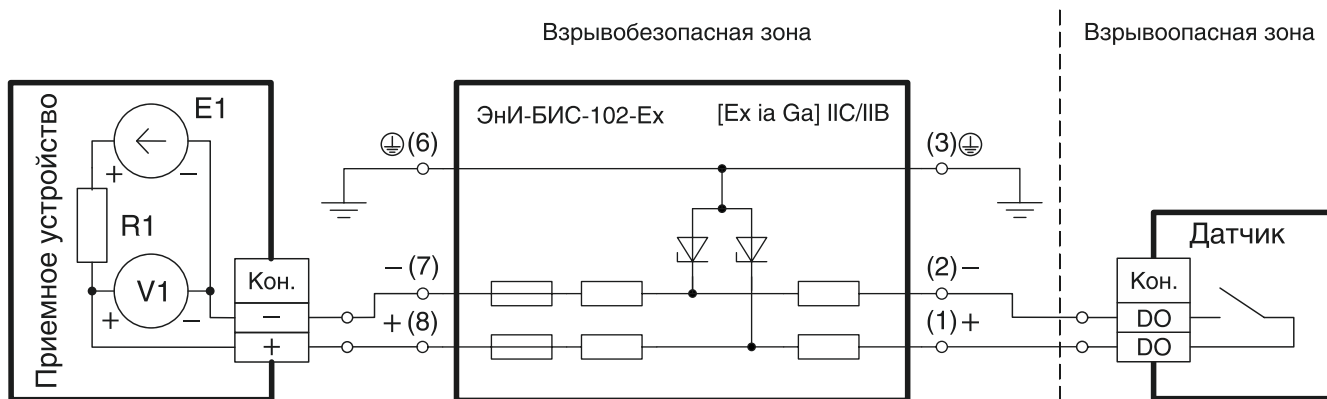 Взрывобезопасная зона
Взрывоопасная зона
Приемное устройство
E1
+ −
R1
V1
+ −
Кон.
−
+
ЭнИ-БИС-102-Ex [Ex ia Ga] IIC/IIB
(6)
(3)
− (7)
(2) −
+ (8)
(1) +
Датчик
Кон.
DO
DO